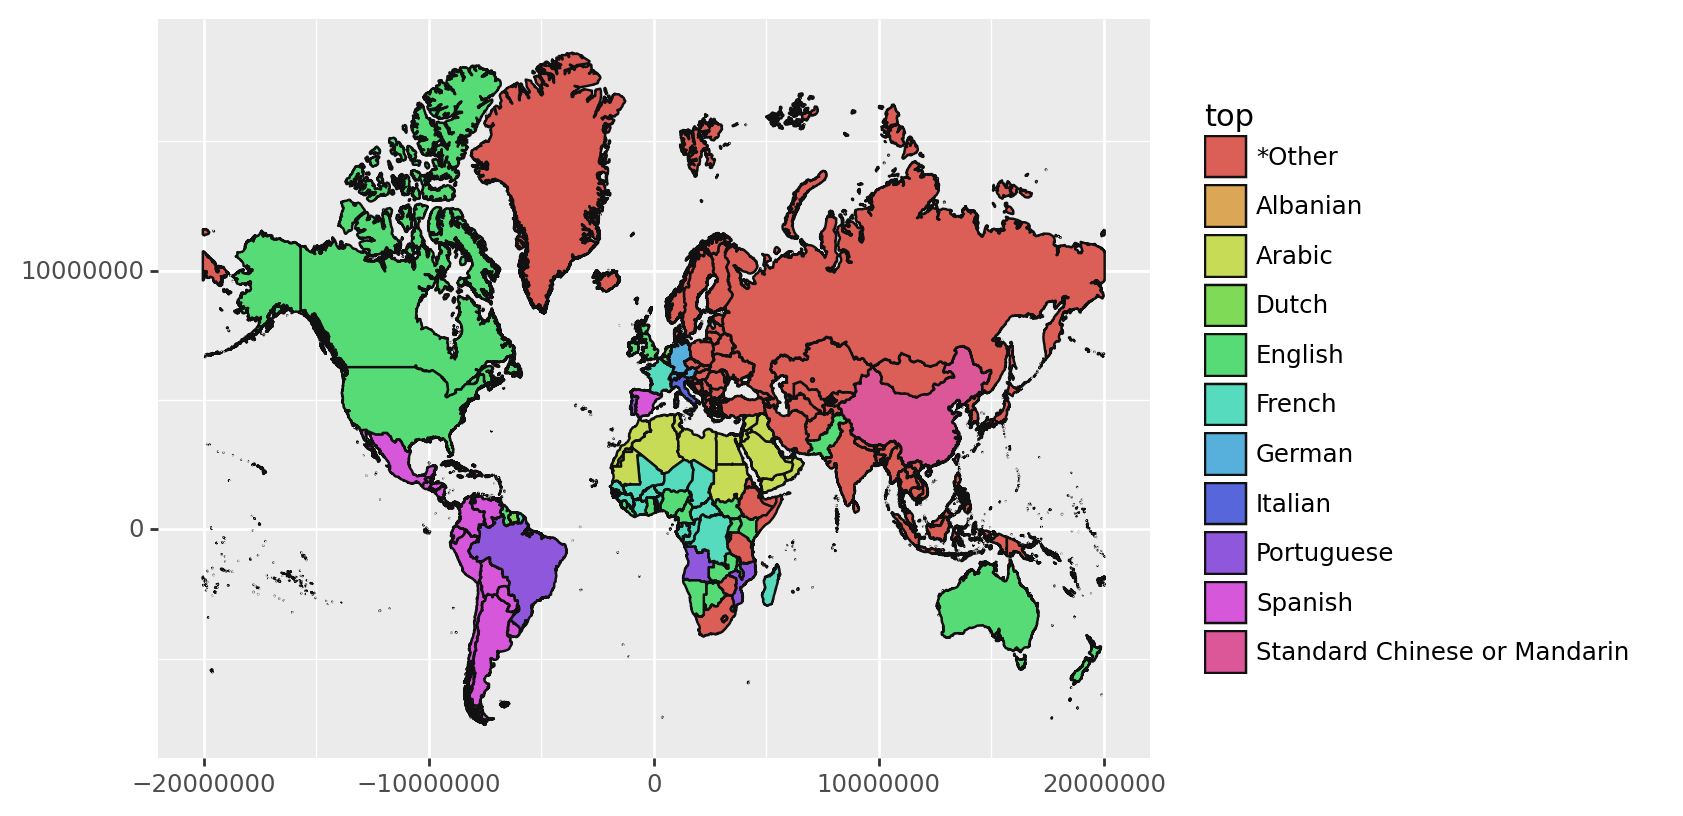 top
*Other
Albanian
Arabic
Dutch
English
French
German
Italian
Portuguese
Spanish
Standard Chinese or Mandarin
10000000
0
−20000000
−10000000
0
10000000
20000000